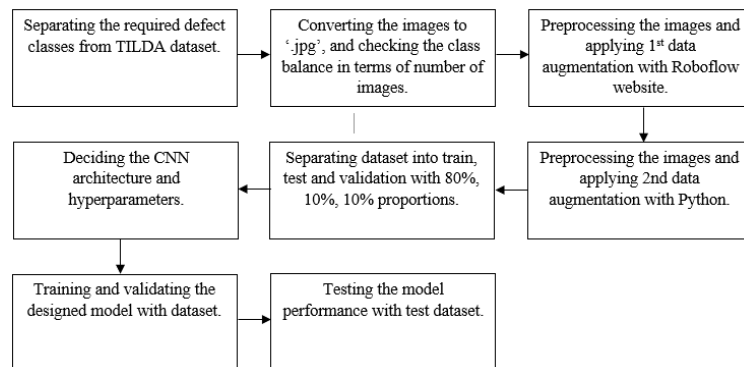 Separating the required defect
classes from TILDA dataset.
Converting the images to
‘.jpg’, and checking the class
balance in terms of number of
images.
Preprocessing the images and
applying 1st data
augmentation with Roboflow
website.
Preprocessing the images and
applying 2nd data
augmentation with Python.
Separating dataset into train,
test and validation with 80%,
10%, 10% proportions.
Deciding the CNN
architecture and
hyperparameters.
Training and validating the
designed model with dataset.
Testing the model
performance with test dataset.